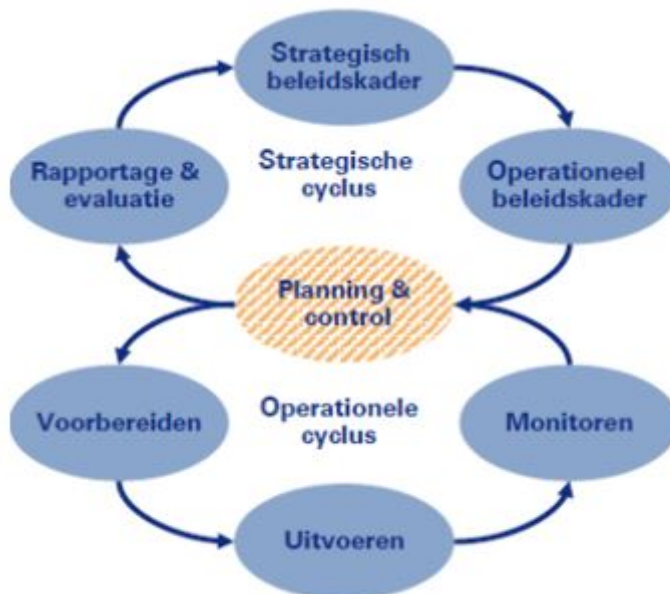 Strategisch
beleidskader
Strategische
cyclus
Rapportage &
evaluatie
Operationeel
beleidskader
Planning &
control
Voorbereiden
Operationele
cyclus
Monitoren
Uitvoeren